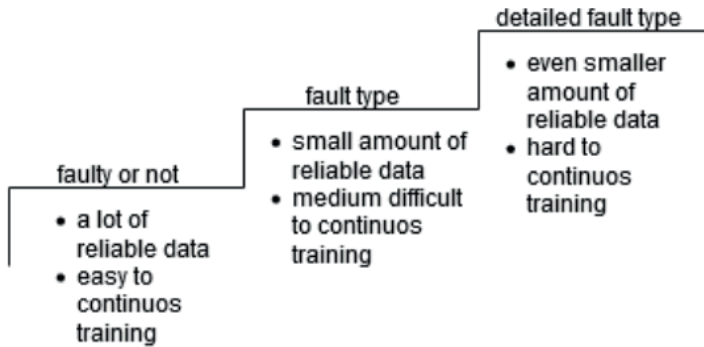 faulty or not
• a lot of
reliable data
• easy to
continuos
training
fault type
• small amount of
reliable data
• medium difficult
to continuos
training
detailed fault type
• even smaller
amount of
reliable data
• hard to
continuos
training